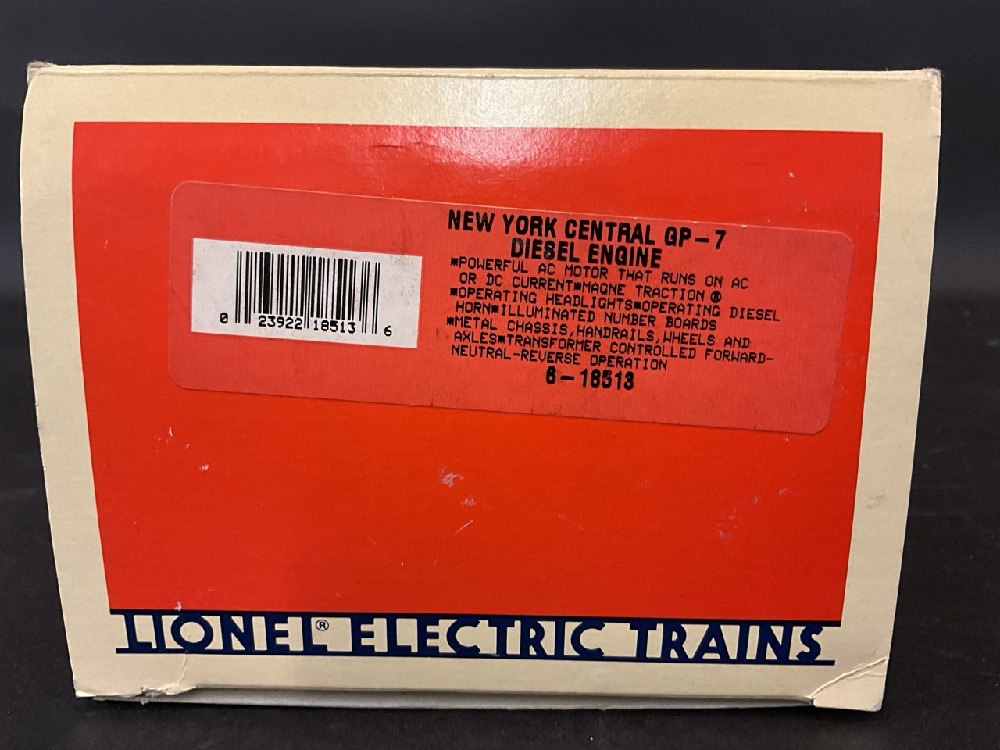 NEW YORK CENTRAL GP-7
DIESEL ENGINE
*POWERFUL AC MOTOR THAT RUNS ON AC
OR DC CURRENT*MAGNE TRACTION ®
*OPERATING HEADLIGHTS*OPERATING DIESEL
HORN*ILLUMINATED NUMBER BOARDS
*METAL CHASSIS,HANDRAILS,WHEELS AND
AXLES*TRANSFORMER CONTROLLED FORWARD-
NEUTRAL-REVERSE OPERATION
6-18513
0 23922 18513 6
LIONEL® ELECTRIC TRAINS